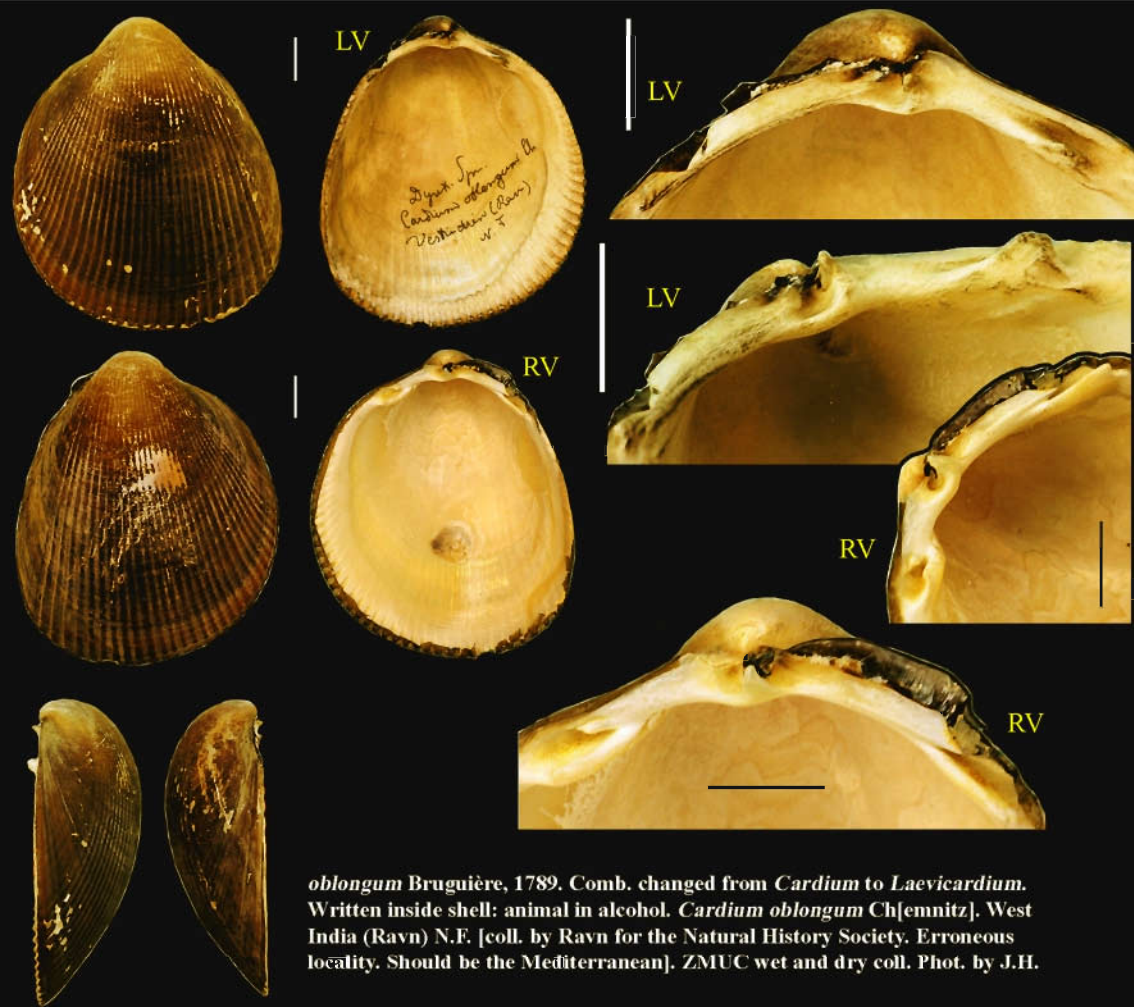 LV
LV
Dyret. Spr.
Cardium oblongum Ch
Vestindien (Ravn)
N. F.
LV
RV
RV
RV
oblongum Bruguière, 1789. Comb. changed from Cardium to Laevicardium.
Written inside shell: animal in alcohol. Cardium oblongum Ch[emnitz]. West
India (Ravn) N.F. [coll. by Ravn for the Natural History Society. Erroneous
locality. Should be the Mediterranean]. ZMUC wet and dry coll. Phot. by J.H.